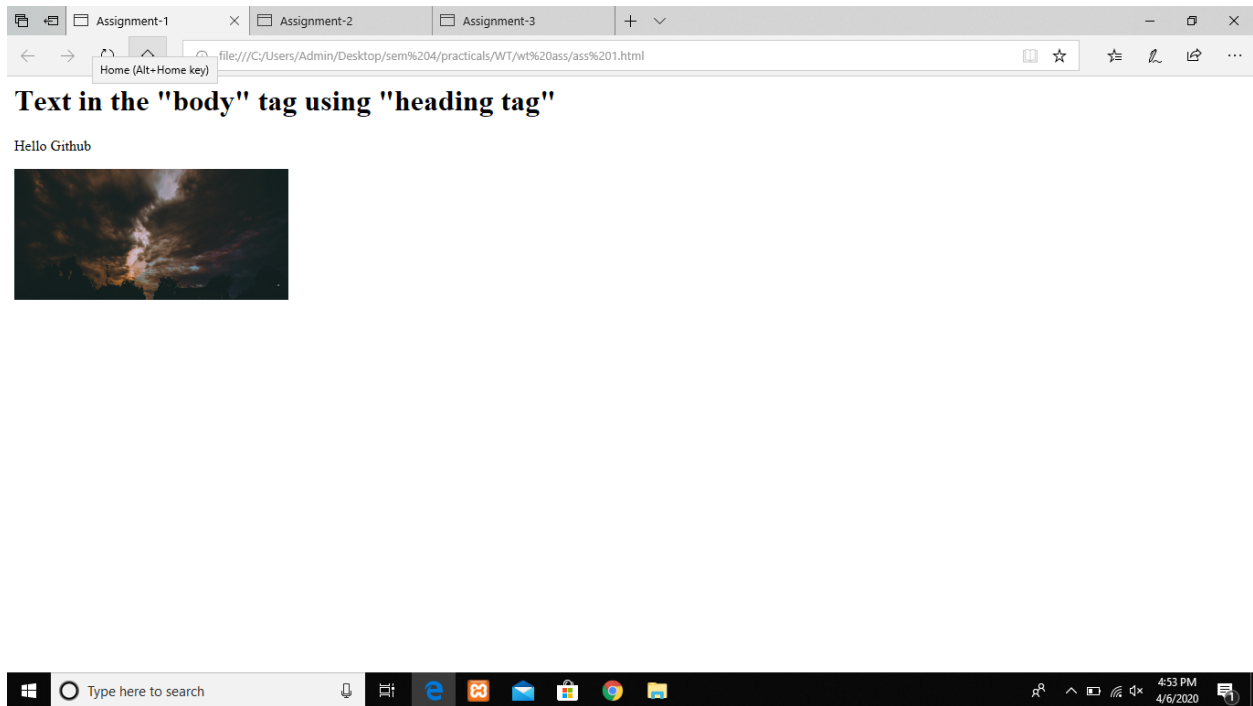 Assignment-1
Assignment-2
Assignment-3
file:///C:/Users/Admin/Desktop/sem%204/practicals/WT/wt%20ass/ass%201.html
Home (Alt+Home key)
Text in the "body" tag using "heading tag"
Hello Github
Type here to search
4:53 PM
4/6/2020
1